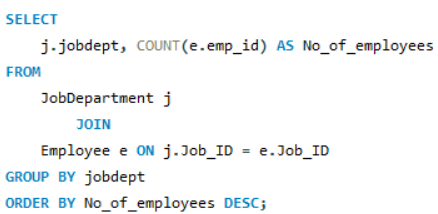 SELECT
    j.jobdept, COUNT(e.emp_id) AS No_of_employees
FROM
    JobDepartment j
        JOIN
    Employee e ON j.Job_ID = e.Job_ID
GROUP BY jobdept
ORDER BY No_of_employees DESC;